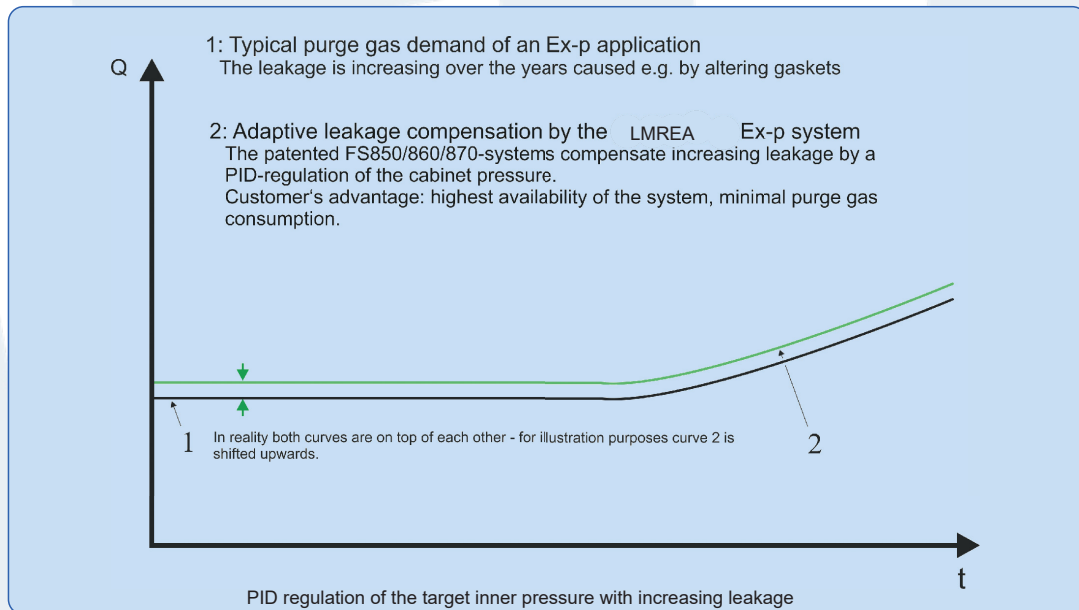 1: Typical purge gas demand of an Ex-p application
Q
The leakage is increasing over the years caused e.g. by altering gaskets
2: Adaptive leakage compensation by the LMREA Ex-p system
The patented FS850/860/870-systems compensate increasing leakage by a
PID-regulation of the cabinet pressure.
Customer's advantage: highest availability of the system, minimal purge gas
consumption.
1
In reality both curves are on top of each other - for illustration purposes curve 2 is
shifted upwards.
2
t
PID regulation of the target inner pressure with increasing leakage